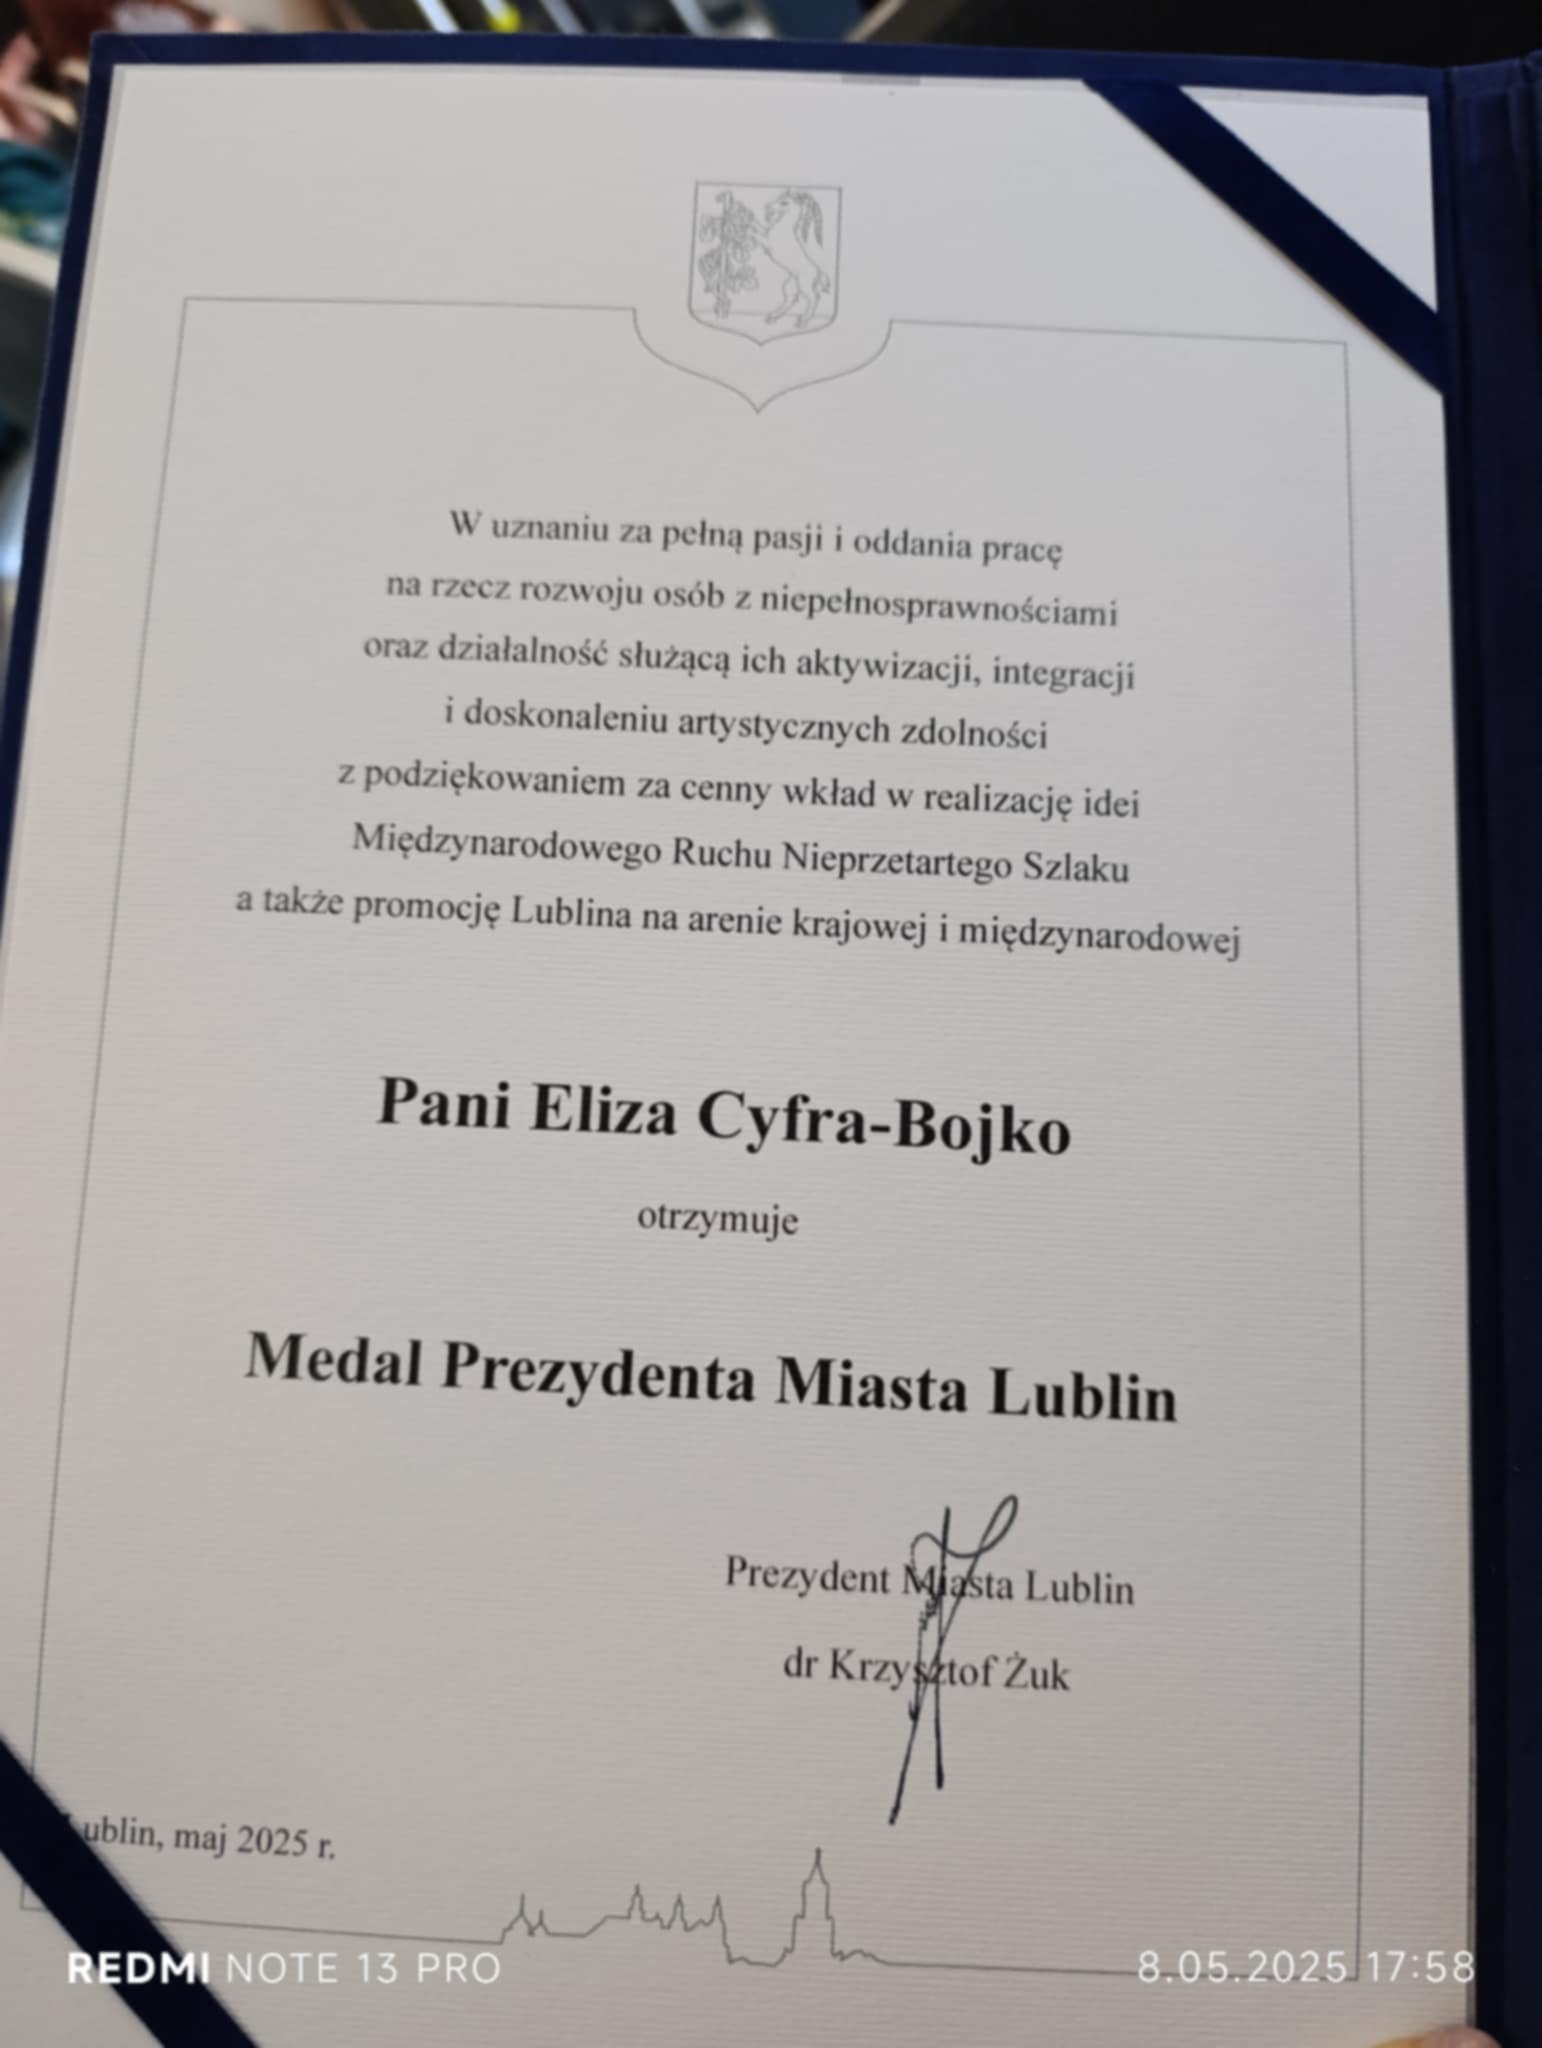 W uznaniu za pełną pasji i oddania pracę
na rzecz rozwoju osób z niepełnosprawnościami
oraz działalność służącą ich aktywizacji, integracji
i doskonaleniu artystycznych zdolności
z podziękowaniem za cenny wkład w realizację idei
Międzynarodowego Ruchu Nieprzetartego Szlaku
a także promocję Lublina na arenie krajowej i międzynarodowej
Pani Eliza Cyfra-Bojko
otrzymuje
Medal Prezydenta Miasta Lublin
Prezydent Miasta Lublin
dr Krzysztof Żuk
Lublin, maj 2025 r.
REDMI NOTE 13 PRO
8.05.2025 17:58